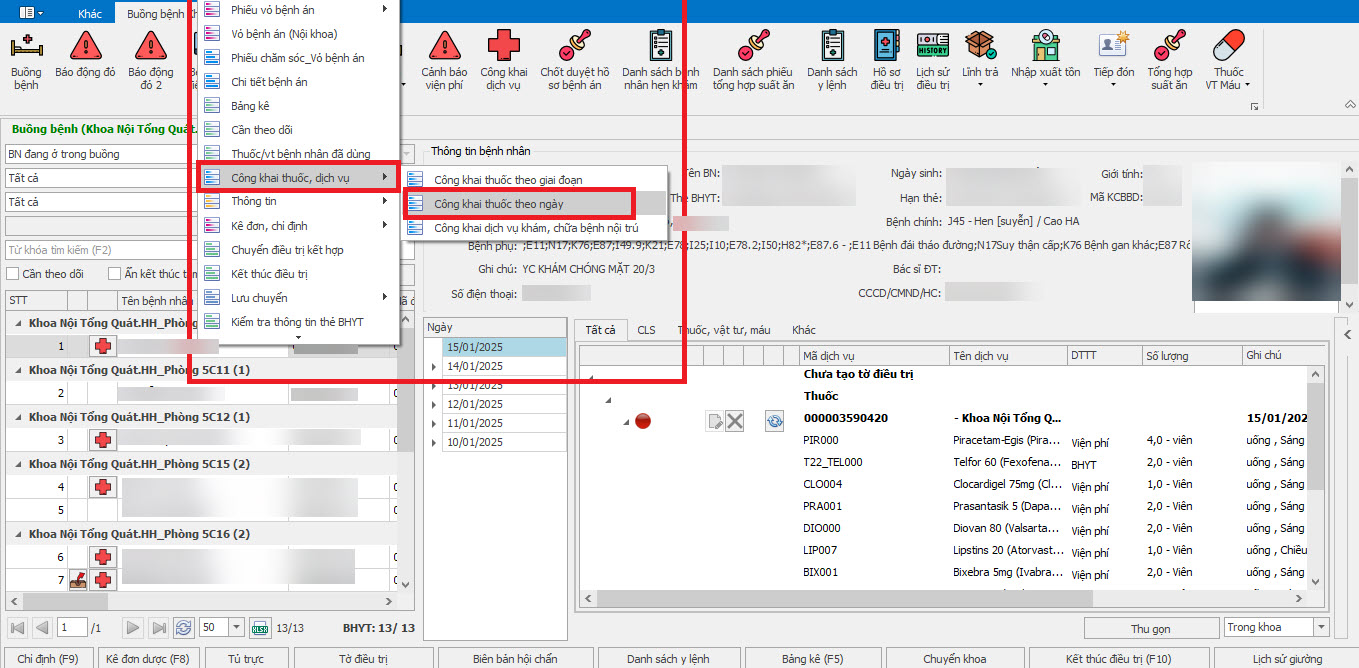 Khác
Buồng bệnh
Buồng bệnh
Báo động đỏ
Báo động đỏ 2
Cảnh báo viện phí
Công khai dịch vụ
Chốt duyệt hồ sơ bệnh án
Danh sách bệnh nhân hẹn khám
Danh sách phiếu tổng hợp suất ăn
Danh sách y lệnh
Hồ sơ điều trị
HISTORY
Lịch sử điều trị
Lĩnh trả
Nhập xuất tồn
Tiếp đón
Tổng hợp suất ăn
Thuốc VT Máu
Phiếu vỏ bệnh án
Vỏ bệnh án (Nội khoa)
Phiếu chăm sóc_Vỏ bệnh án
Chi tiết bệnh án
Bảng kê
Cần theo dõi
Thuốc/vt bệnh nhân đã dùng
Công khai thuốc, dịch vụ
Thông tin
Kê đơn, chỉ định
Chuyển điều trị kết hợp
Kết thúc điều trị
Lưu chuyển
Kiểm tra thông tin thẻ BHYT
Công khai thuốc theo giai đoạn
Công khai thuốc theo ngày
Công khai dịch vụ khám, chữa bệnh nội trú
Buồng bệnh (Khoa Nội Tổng Quát.
BN đang ở trong buồng
Tất cả
Tất cả
Từ khóa tìm kiếm (F2)
Cần theo dõi
Ẩn kết thúc
STT
Tên bệnh nhân
Khoa Nội Tổng Quát.HH_Phòng
1
Khoa Nội Tổng Quát.HH_Phòng 5C11 (1)
2
Khoa Nội Tổng Quát.HH_Phòng 5C12 (1)
3
Khoa Nội Tổng Quát.HH_Phòng 5C15 (2)
4
5
Khoa Nội Tổng Quát.HH_Phòng 5C16 (2)
6
7
1 /1
50
XLSX
13/13
BHYT: 13/ 13
Thông tin bệnh nhân
Tên BN:
Ngày sinh:
Giới tính:
Thẻ BHYT:
Hạn thẻ:
Mã KCBBD:
Bệnh chính: J45 - Hen [suyễn] / Cao HA
Bệnh phụ: ;E11;N17;K76;E87;I49.9;K21;E78;I25;I10;E78.2;I50;H82*;E87.6 - ;E11 Bệnh đái tháo đường;N17Suy thận cấp;K76 Bệnh gan khác;E87 Rố
Ghi chú: YC KHÁM CHÓNG MẶT 20/3
Bác sĩ ĐT:
Số điện thoại:
CCCD/CMND/HC:
Ngày
15/01/2025
14/01/2025
13/01/2025
12/01/2025
11/01/2025
10/01/2025
Tất cả CLS Thuốc, vật tư, máu Khác
Mã dịch vụ Tên dịch vụ DTTT Số lượng Ghi chú
Chưa tạo tờ điều trị
Thuốc
000003590420 - Khoa Nội Tổng Q... 15/01/202
PIR000 Piracetam-Egis (Pira... Viện phí 4,0 - viên uống , Sáng
T22_TEL000 Telfor 60 (Fexofena... BHYT 2,0 - viên uống , Sáng
CLO004 Clocardigel 75mg (Cl... Viện phí 1,0 - viên uống , Sáng
PRA001 Prasantasik 5 (Dapa... Viện phí 2,0 - viên uống , Sáng
DIO000 Diovan 80 (Valsarta... Viện phí 2,0 - viên uống , Sáng
LIP007 Lipstins 20 (Atorvast... Viện phí 1,0 - viên uống , Chiều
BIX001 Bixebra 5mg (Ivabra... Viện phí 2,0 - viên uống , Sáng
Thu gọn
Trong khoa
Chỉ định (F9)
Kê đơn dược (F8)
Tủ trực
Tờ điều trị
Biên bản hội chẩn
Danh sách y lệnh
Bảng kê (F5)
Chuyển khoa
Kết thúc điều trị (F10)
Lịch sử giường